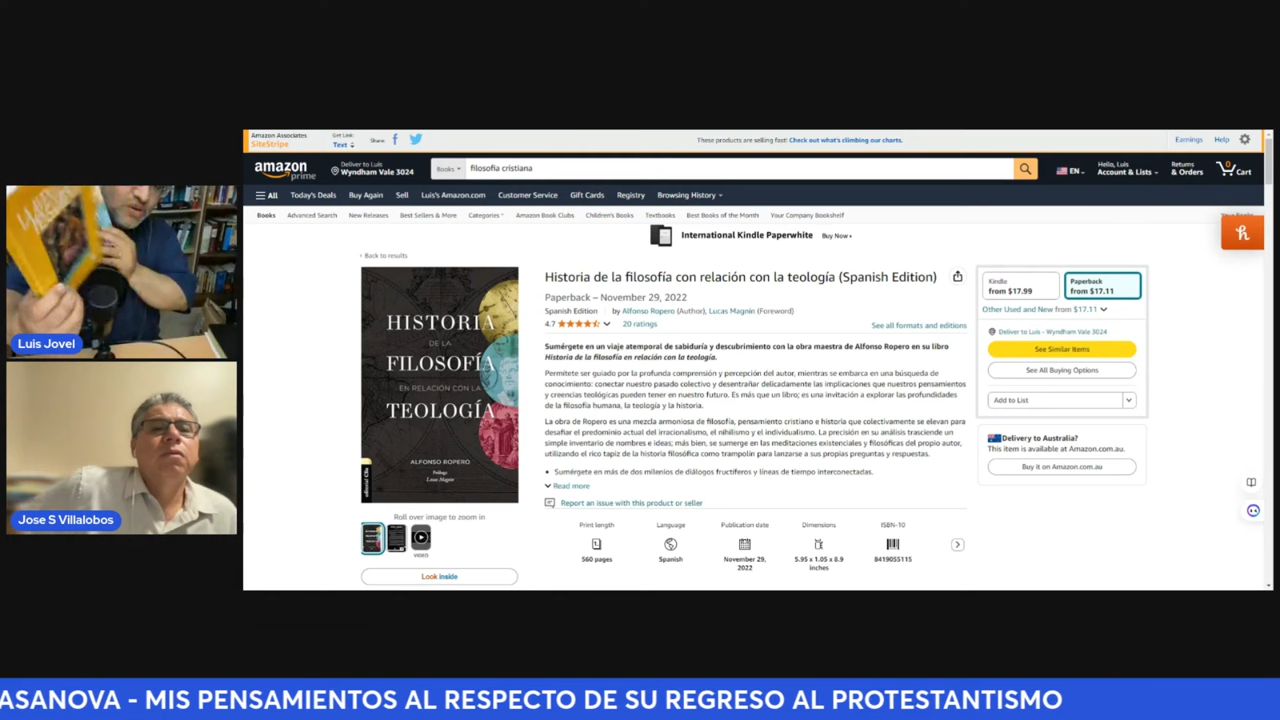 Amazon Associates
SiteStripe
Get Link:
Text
Share:
These products are selling fast! Check out what's climbing our charts.
Earnings
Help
amazon
prime
Deliver to Luis
Wyndham Vale 3024
Books
filosofia cristiana
EN
Hello, Luis
Account & Lists
Returns
& Orders
0
Cart
All
Today's Deals
Buy Again
Sell
Luis's Amazon.com
Customer Service
Gift Cards
Registry
Browsing History
Books
Advanced Search
New Releases
Best Sellers & More
Categories
Amazon Book Clubs
Children's Books
Textbooks
Best Books of the Month
Your Company Bookshelf
International Kindle Paperwhite
Buy Now
‹ Back to results
HISTORIA
DE LA
FILOSOFÍA
EN RELACIÓN CON LA
TEOLOGÍA
ALFONSO ROPERO
Prólogo
Lucas Magnin
editorial clie
Roll over image to zoom in
VIDEO
Look inside
Historia de la filosofía con relación con la teología (Spanish Edition)
Paperback – November 29, 2022
Spanish Edition | by Alfonso Ropero (Author), Lucas Magnin (Foreword)
4.7
20 ratings
See all formats and editions
Sumérgete en un viaje atemporal de sabiduría y descubrimiento con la obra maestra de Alfonso Ropero en su libro
Historia de la filosofía en relación con la teología.
Permítete ser guiado por la profunda comprensión y percepción del autor, mientras se embarca en una búsqueda de
conocimiento: conectar nuestro pasado colectivo y desentrañar delicadamente las implicaciones que nuestros pensamientos
y creencias teológicas pueden tener en nuestro futuro. Es más que un libro; es una invitación a explorar las profundidades
de la filosofía humana, la teología y la historia.
La obra de Ropero es una mezcla armoniosa de filosofía, pensamiento cristiano e historia que colectivamente se elevan para
desafiar el predominio actual del irracionalismo, el nihilismo y el individualismo. La precisión en su análisis trasciende un
simple inventario de nombres e ideas; más bien, se sumerge en las meditaciones existenciales y filosóficas del propio autor,
utilizando el rico tapiz de la historia filosófica como trampolín para lanzarse a sus propias preguntas y respuestas.
• Sumérgete en más de dos milenios de diálogos fructíferos y líneas de tiempo interconectadas.
Read more
Report an issue with this product or seller
Print length
560 pages
Language
Spanish
Publication date
November 29,
2022
Dimensions
5.95 x 1.05 x 8.9
inches
ISBN-10
8419055115
Kindle
from $17.99
Paperback
from $17.11
Other Used and New from $17.11
Deliver to Luis - Wyndham Vale 3024
See Similar Items
See All Buying Options
Add to List
Delivery to Australia?
This item is available at Amazon.com.au.
Buy it on Amazon.com.au
Luis Jovel
Jose S Villalobos
ASANOVA - MIS PENSAMIENTOS AL RESPECTO DE SU REGRESO AL PROTESTANTISMO